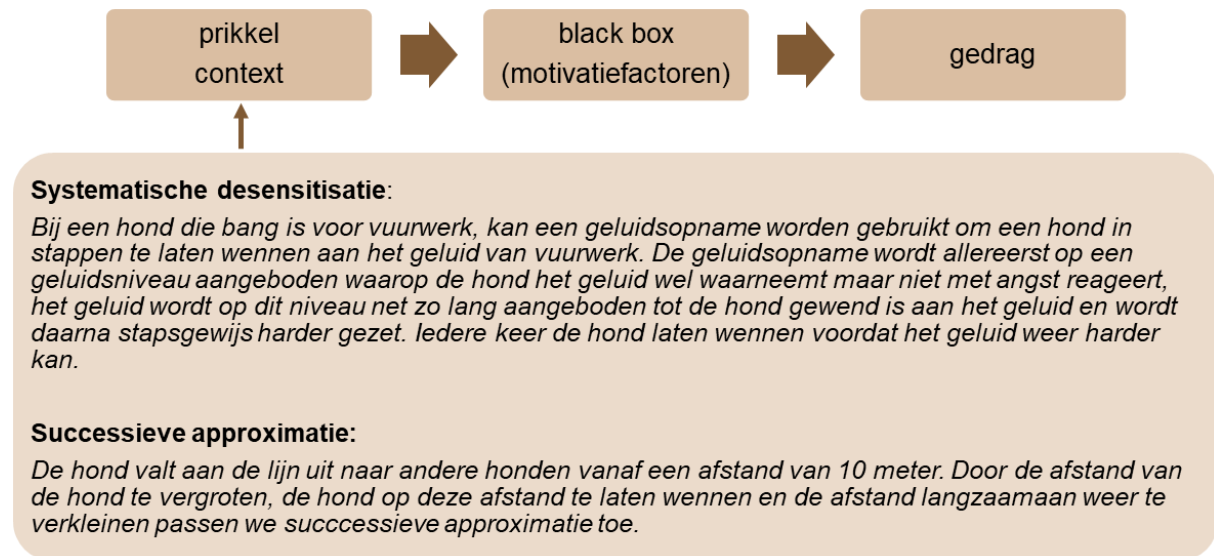 prikkel
context
black box
(motivatiefactoren)
gedrag
Systematische desensitisatie:
Bij een hond die bang is voor vuurwerk, kan een geluidsopname worden gebruikt om een hond in
stappen te laten wennen aan het geluid van vuurwerk. De geluidsopname wordt allereerst op een
geluidsniveau aangeboden waarop de hond het geluid wel waarneemt maar niet met angst reageert,
het geluid wordt op dit niveau net zo lang aangeboden tot de hond gewend is aan het geluid en wordt
daarna stapsgewijs harder gezet. Iedere keer de hond laten wennen voordat het geluid weer harder
kan.
Successieve approximatie:
De hond valt aan de lijn uit naar andere honden vanaf een afstand van 10 meter. Door de afstand van
de hond te vergroten, de hond op deze afstand te laten wennen en de afstand langzaamaan weer te
verkleinen passen we succcessieve approximatie toe.